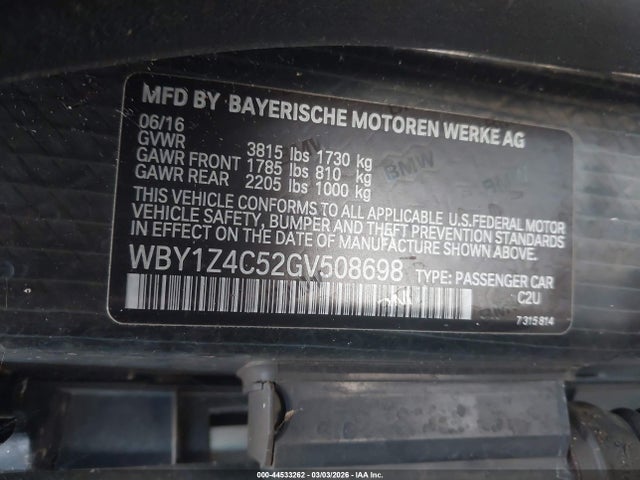 MFD BY BAYERISCHE MOTOREN WERKE AG
06/16
GVWR 3815 lbs 1730 kg
GAWR FRONT 1785 lbs 810 kg
GAWR REAR 2205 lbs 1000 kg
THIS VEHICLE CONFORMS TO ALL APPLICABLE U.S.FEDERAL MOTOR
VEHICLE SAFETY, BUMPER AND THEFT PREVENTION STANDARDS
IN EFFECT ON THE DATE OF MANUFACTURE SHOWN ABOVE.
WBY1Z4C52GV508698 TYPE: PASSENGER CAR
C2U
7315814
000-44533262 - 03/03/2026 - IAA Inc.